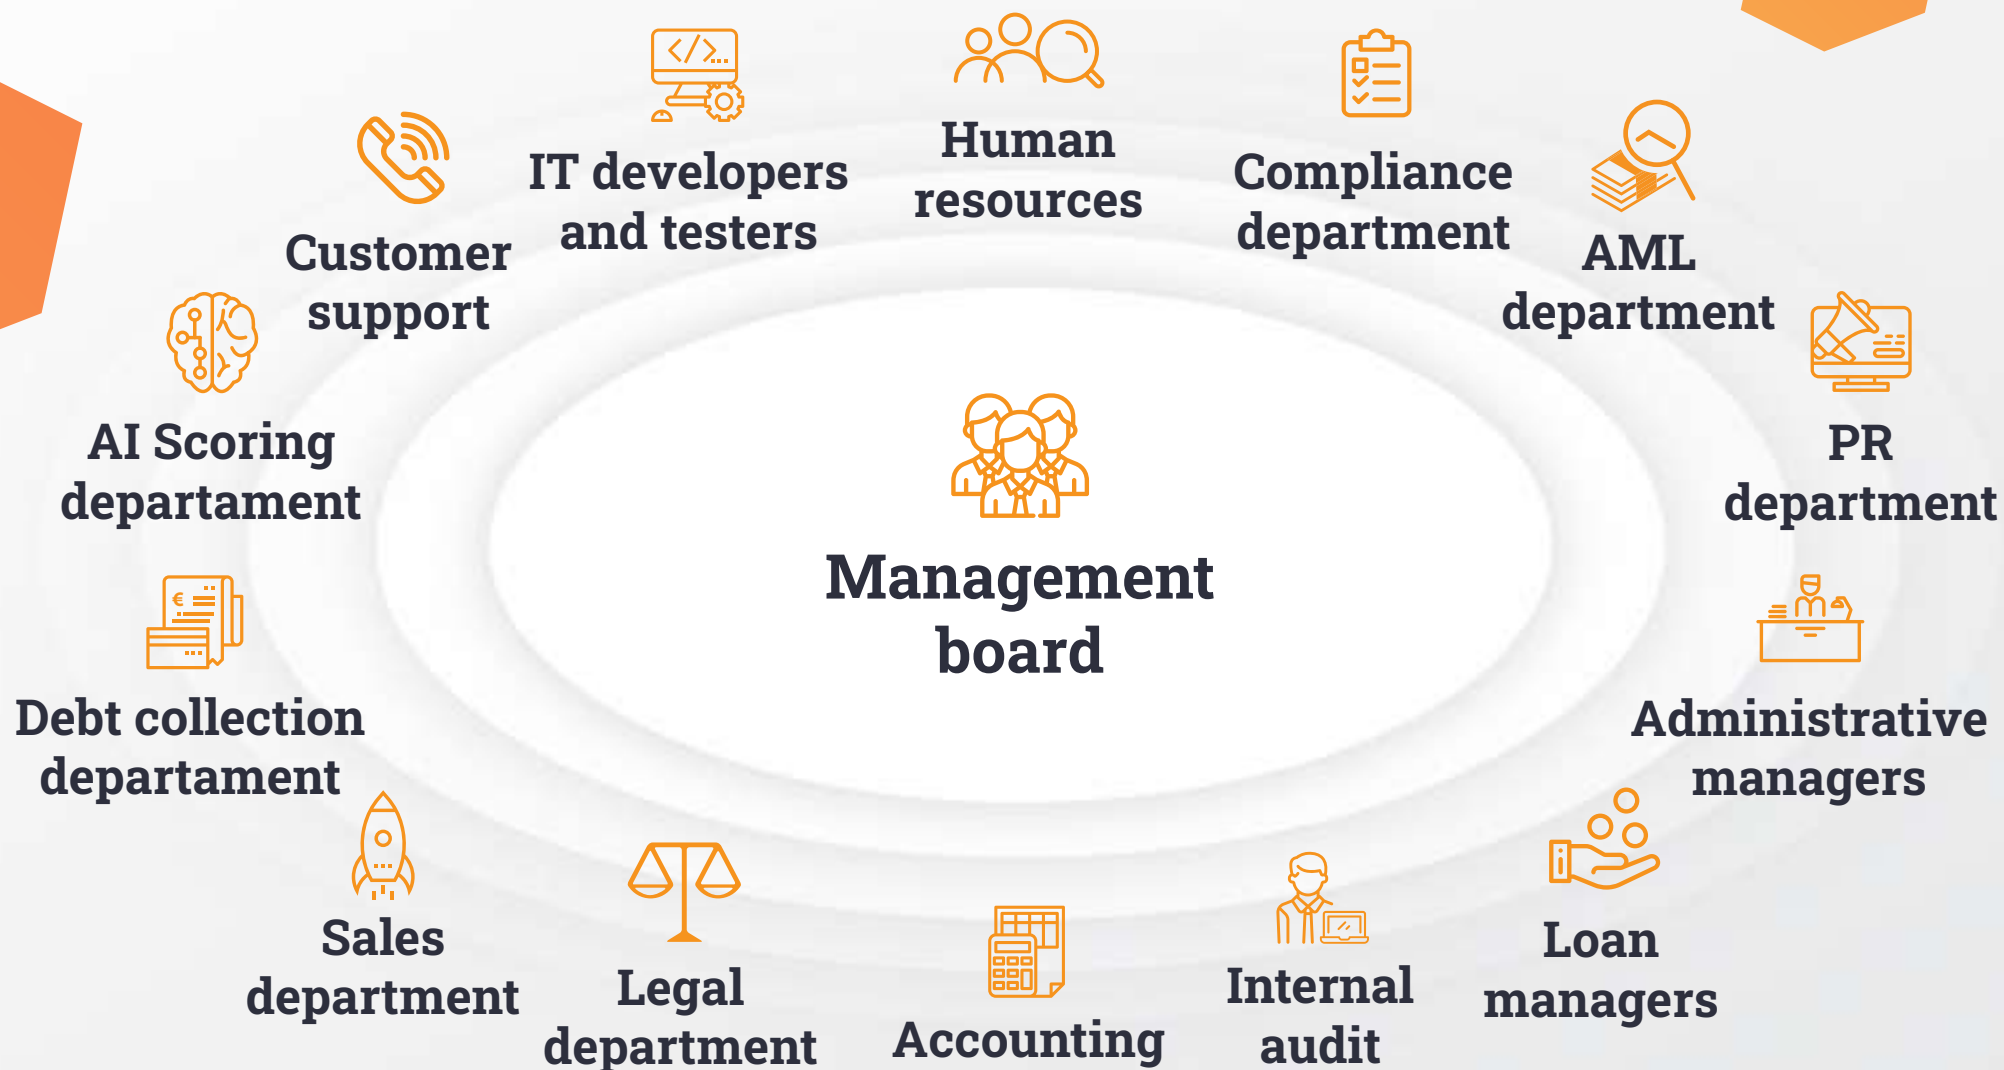 Human
resources
IT developers
and testers
Compliance
department
Customer
support
AML
department
AI Scoring
departament
PR
department
Management
board
Debt collection
departament
Administrative
managers
Sales
department
Loan
managers
Legal
department
Internal
audit
Accounting